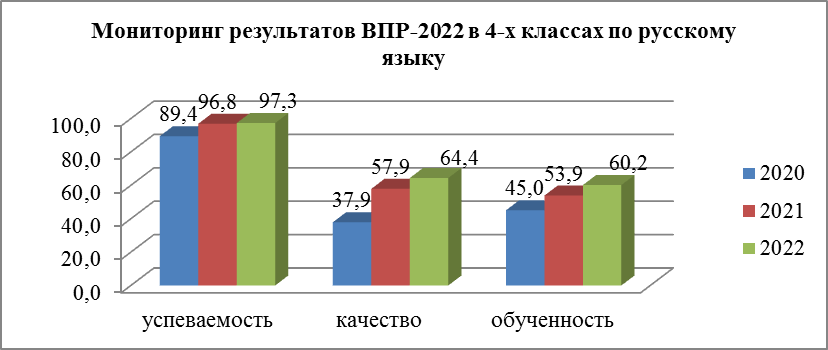 Мониторинг результатов ВПР-2022 в 4-х классах по русскому
языку
89,4 96,8 97,3
37,9 57,9 64,4
45,0 53,9 60,2
100,0
80,0
60,0
40,0
20,0
0,0
успеваемость качество обученность
2020
2021
2022